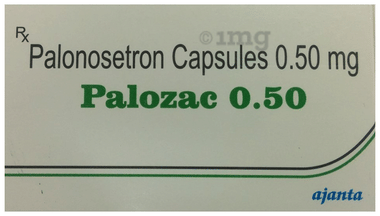 Rx
©1mg
Palonosetron Capsules 0.50 mg
Palozac 0.50
ajanta